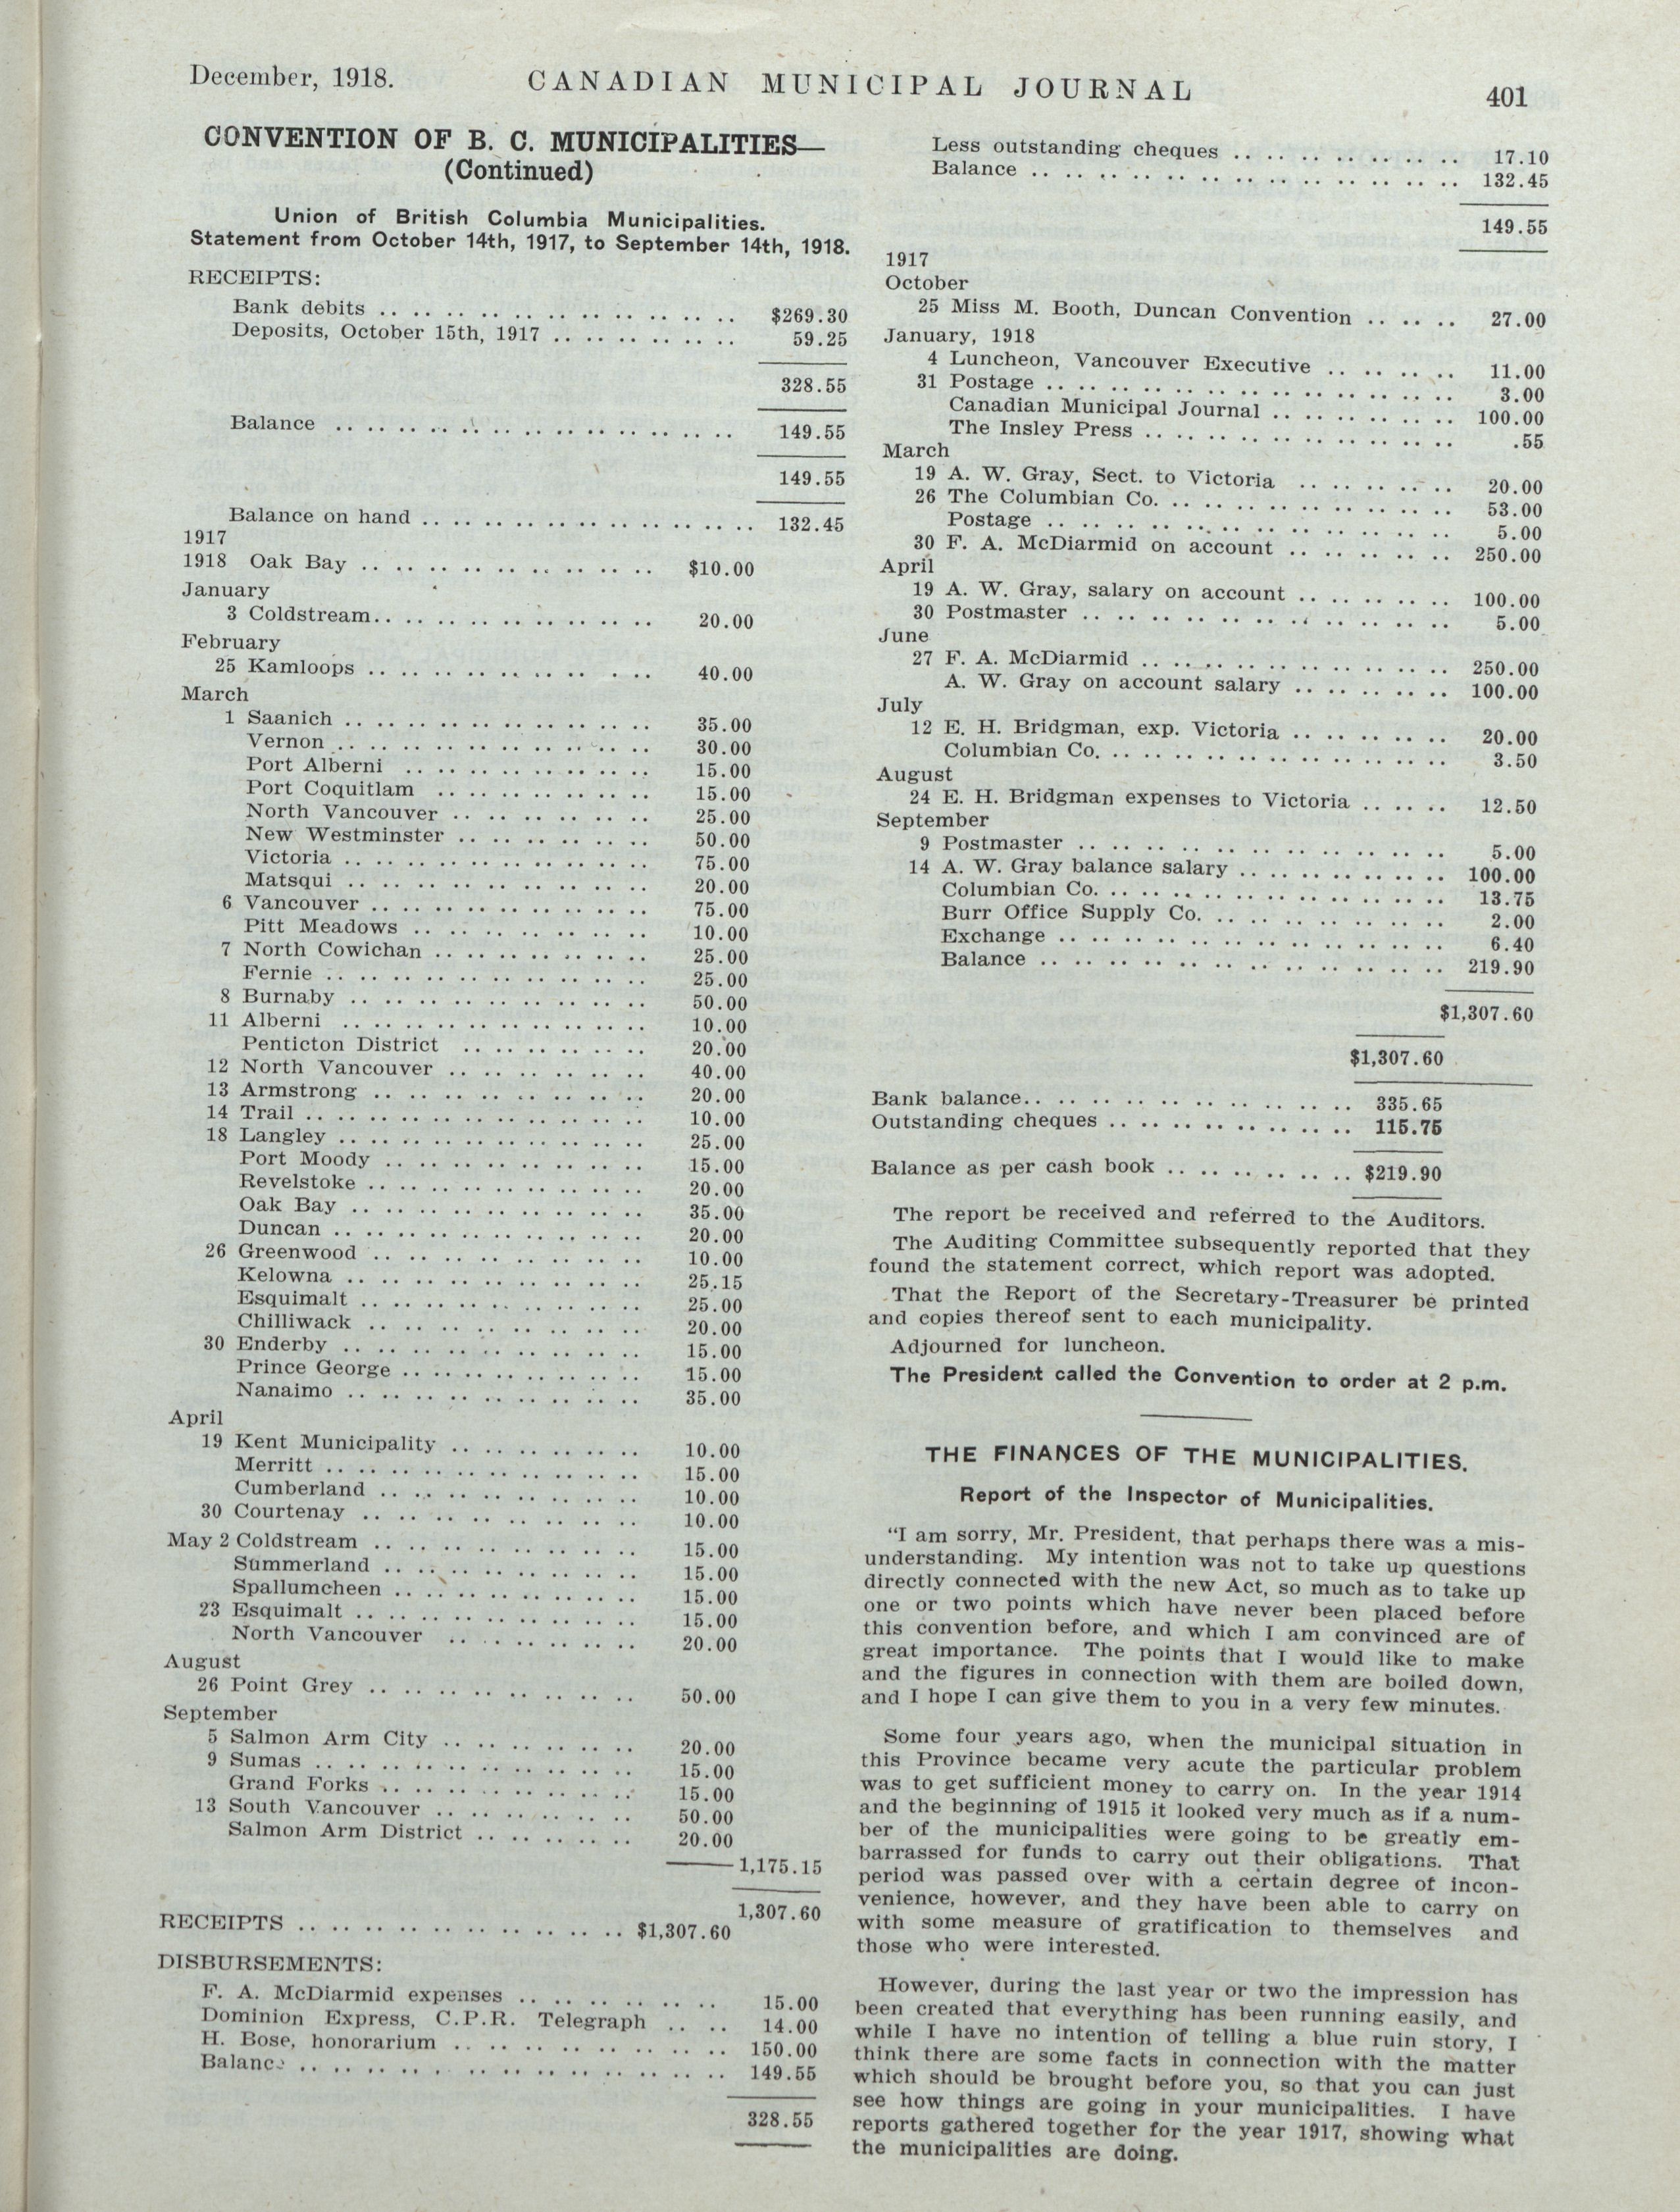 December, 1918. CANADIAN MUNICIPAL JOURNAL 401
CONVENTION OF B. C. MUNICIPALITIES—
(Continued)
Union of British Columbia Municipalities.
Statement from October 14th, 1917, to September 14th, 1918.
RECEIPTS:
Bank debits .. .. .. .. .. .. .. .. .. .. .. $269.30
Deposits, October 15th, 1917 .. .. .. .. .. .. 59.25
328.55
Balance .. .. .. .. .. .. .. .. .. .. .. .. 149.55
149.55
Balance on hand .. .. .. .. .. .. .. .. .. .. 132.45
1917
1918 Oak Bay .. .. .. .. .. .. .. .. .. $10.00
January
3 Coldstream.. .. .. .. .. .. .. .. .. 20.00
February
25 Kamloops .. .. .. .. .. .. .. .. .. 40.00
March
1 Saanich .. .. .. .. .. .. .. .. .. .. 35.00
Vernon .. .. .. .. .. .. .. .. .. .. 30.00
Port Alberni .. .. .. .. .. .. .. .. 15.00
Port Coquitlam .. .. .. .. .. .. .. 15.00
North Vancouver .. .. .. .. .. .. .. 25.00
New Westminster .. .. .. .. .. .. .. 50.00
Victoria .. .. .. .. .. .. .. .. .. .. 75.00
Matsqui .. .. .. .. .. .. .. .. .. .. 20.00
6 Vancouver .. .. .. .. .. .. .. .. .. 75.00
Pitt Meadows .. .. .. .. .. .. .. .. 10.00
7 North Cowichan .. .. .. .. .. .. .. 25.00
Fernie .. .. .. .. .. .. .. .. .. .. 25.00
8 Burnaby .. .. .. .. .. .. .. .. .. 50.00
11 Alberni .. .. .. .. .. .. .. .. .. .. 10.00
Penticton District .. .. .. .. .. .. 20.00
12 North Vancouver .. .. .. .. .. .. .. 40.00
13 Armstrong .. .. .. .. .. .. .. .. .. 20.00
14 Trail .. .. .. .. .. .. .. .. .. .. .. 10.00
18 Langley .. .. .. .. .. .. .. .. .. .. 25.00
Port Moody .. .. .. .. .. .. .. .. 15.00
Revelstoke .. .. .. .. .. .. .. .. .. 20.00
Oak Bay .. .. .. .. .. .. .. .. .. 35.00
Duncan .. .. .. .. .. .. .. .. .. .. 20.00
26 Greenwood .. .. .. .. .. .. .. .. .. 10.00
Kelowna .. .. .. .. .. .. .. .. .. 25.15
Esquimalt .. .. .. .. .. .. .. .. .. 25.00
Chilliwack .. .. .. .. .. .. .. .. .. 20.00
30 Enderby .. .. .. .. .. .. .. .. .. 15.00
Prince George .. .. .. .. .. .. .. .. 15.00
Nanaimo .. .. .. .. .. .. .. .. .. 35.00
April
19 Kent Municipality .. .. .. .. .. .. 10.00
Merritt .. .. .. .. .. .. .. .. .. .. 15.00
Cumberland .. .. .. .. .. .. .. .. 10.00
30 Courtenay .. .. .. .. .. .. .. .. .. 10.00
May 2 Coldstream .. .. .. .. .. .. .. .. 15.00
Summerland .. .. .. .. .. .. .. .. 15.00
Spallumcheen .. .. .. .. .. .. .. .. 15.00
23 Esquimalt .. .. .. .. .. .. .. .. .. 15.00
North Vancouver .. .. .. .. .. .. 20.00
August
26 Point Grey .. .. .. .. .. .. .. .. 50.00
September
5 Salmon Arm City .. .. .. .. .. .. 20.00
9 Sumas .. .. .. .. .. .. .. .. .. .. 15.00
Grand Forks .. .. .. .. .. .. .. .. 15.00
13 South Vancouver .. .. .. .. .. .. 50.00
Salmon Arm District .. .. .. .. .. 20.00
1,175.15
1,307.60
RECEIPTS .. .. .. .. .. .. .. .. .. .. $1,307.60
DISBURSEMENTS:
F. A. McDiarmid expenses .. .. .. .. .. .. 15.00
Dominion Express, C.P.R. Telegraph .. .. 14.00
H. Bose, honorarium .. .. .. .. .. .. .. .. 150.00
Balance .. .. .. .. .. .. .. .. .. .. .. .. 149.55
328.55
Less outstanding cheques .. .. .. .. .. .. .. 17.10
Balance .. .. .. .. .. .. .. .. .. .. .. .. 132.45
149.55
1917
October
25 Miss M. Booth, Duncan Convention .. .. .. 27.00
January, 1918
4 Luncheon, Vancouver Executive .. .. .. .. 11.00
31 Postage .. .. .. .. .. .. .. .. .. .. .. .. 3.00
Canadian Municipal Journal .. .. .. .. .. .. 100.00
The Insley Press .. .. .. .. .. .. .. .. .. .55
March
19 A. W. Gray, Sect. to Victoria .. .. .. .. .. 20.00
26 The Columbian Co. .. .. .. .. .. .. .. .. .. 53.00
Postage .. .. .. .. .. .. .. .. .. .. .. .. 5.00
30 F. A. McDiarmid on account .. .. .. .. .. 250.00
April
19 A. W. Gray, salary on account .. .. .. .. .. 100.00
30 Postmaster .. .. .. .. .. .. .. .. .. .. .. 5.00
June
27 F. A. McDiarmid .. .. .. .. .. .. .. .. .. 250.00
A. W. Gray on account salary .. .. .. .. .. 100.00
July
12 E. H. Bridgman, exp. Victoria .. .. .. .. .. 20.00
Columbian Co. .. .. .. .. .. .. .. .. .. .. 3.50
August
24 E. H. Bridgman expenses to Victoria .. .. .. 12.50
September
9 Postmaster .. .. .. .. .. .. .. .. .. .. .. 5.00
14 A. W. Gray balance salary .. .. .. .. .. .. .. 100.00
Columbian Co. .. .. .. .. .. .. .. .. .. .. 13.75
Burr Office Supply Co. .. .. .. .. .. .. .. 2.00
Exchange .. .. .. .. .. .. .. .. .. .. .. .. 6.40
Balance .. .. .. .. .. .. .. .. .. .. .. .. 219.90
$1,307.60
$1,307.60
Bank balance.. .. .. .. .. .. .. .. .. .. .. 335.65
Outstanding cheques .. .. .. .. .. .. .. .. 115.75
Balance as per cash book .. .. .. .. .. .. $219.90
The report be received and referred to the Auditors.
The Auditing Committee subsequently reported that they
found the statement correct, which report was adopted.
That the Report of the Secretary-Treasurer be printed
and copies thereof sent to each municipality.
Adjourned for luncheon.
The President called the Convention to order at 2 p.m.
THE FINANCES OF THE MUNICIPALITIES.
Report of the Inspector of Municipalities.
"I am sorry, Mr. President, that perhaps there was a mis-
understanding. My intention was not to take up questions
directly connected with the new Act, so much as to take up
one or two points which have never been placed before
this convention before, and which I am convinced are of
great importance. The points that I would like to make
and the figures in connection with them are boiled down,
and I hope I can give them to you in a very few minutes.
Some four years ago, when the municipal situation in
this Province became very acute the particular problem
was to get sufficient money to carry on. In the year 1914
and the beginning of 1915 it looked very much as if a num-
ber of the municipalities were going to be greatly em-
barrassed for funds to carry out their obligations. That
period was passed over with a certain degree of incon-
venience, however, and they have been able to carry on
with some measure of gratification to themselves and
those who were interested.
However, during the last year or two the impression has
been created that everything has been running easily, and
while I have no intention of telling a blue ruin story, I
think there are some facts in connection with the matter
which should be brought before you, so that you can just
see how things are going in your municipalities. I have
reports gathered together for the year 1917, showing what
the municipalities are doing.